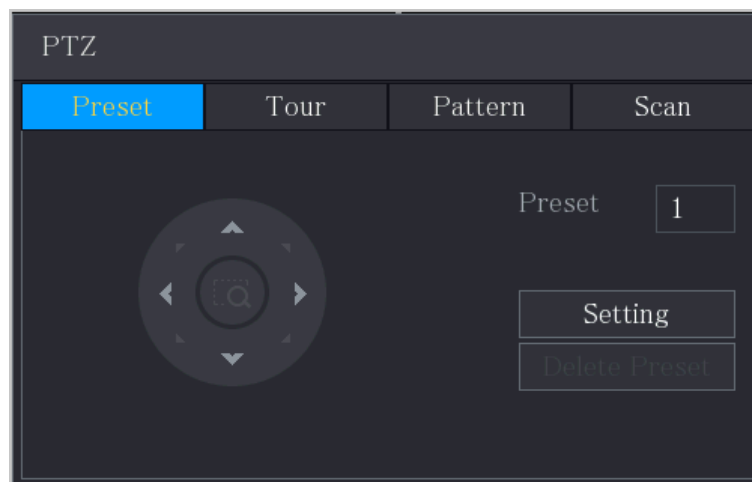 PTZ
Preset Tour Pattern Scan
Preset 1
Setting
Delete Preset